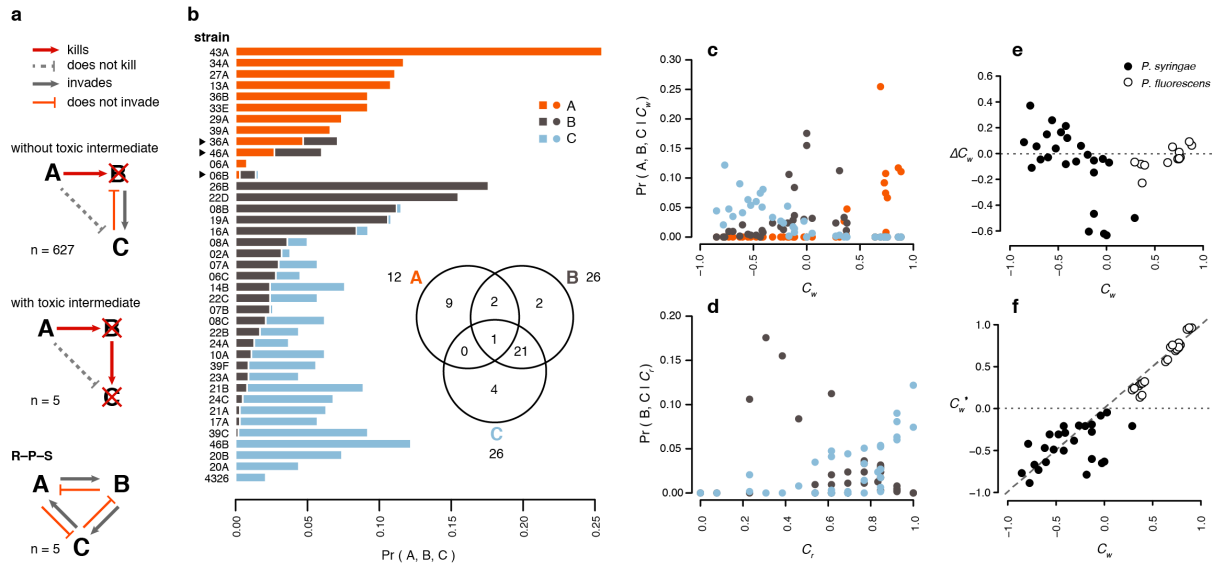 a
kills
does not kill
invades
does not invade
without toxic intermediate
A
B
C
n = 627
with toxic intermediate
A
B
C
n = 5
R–P–S
A
B
C
n = 5
b
strain
43A
34A
27A
13A
36B
33E
29A
39A
36A
46A
06A
06B
26B
22D
08B
19A
16A
08A
02A
07A
06C
14B
22C
07B
08C
22B
24A
10A
39F
23A
21B
24C
21A
17A
39C
46B
20B
20A
4326
0.00
0.05
0.10
0.15
0.20
0.25
Pr ( A, B, C )
A
B
C
12 A
B 26
9
2
2
1
0
21
4
C
26
c
Pr ( A, B, C | Cw )
0.30
0.25
0.20
0.15
0.10
0.05
0.00
−1.0
−0.5
0.0
0.5
1.0
Cw
d
Pr ( B, C | Cr )
0.20
0.15
0.10
0.05
0.00
0.0
0.2
0.4
0.6
0.8
1.0
Cr
e
P. syringae
P. fluorescens
ΔCw
0.6
0.4
0.2
0.0
−0.2
−0.4
−0.6
−1.0
−0.5
0.0
0.5
1.0
Cw
f
Cw*
1.0
0.5
0.0
−0.5
−1.0
−1.0
−0.5
0.0
0.5
1.0
Cw